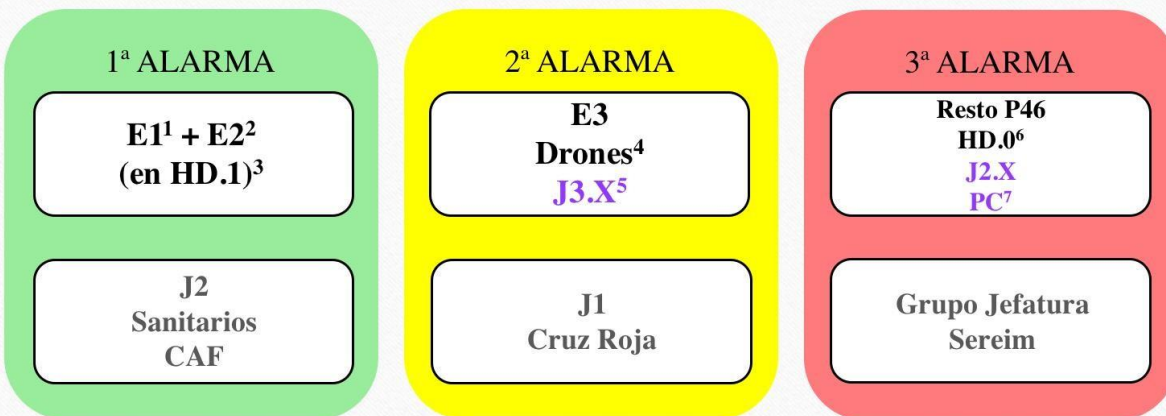 1ª ALARMA
E1¹ + E2²
(en HD.1)³
J2
Sanitarios
CAF
2ª ALARMA
E3
Drones⁴
J3.X⁵
J1
Cruz Roja
3ª ALARMA
Resto P46
HD.0⁶
J2.X
PC⁷
Grupo Jefatura
Sereim